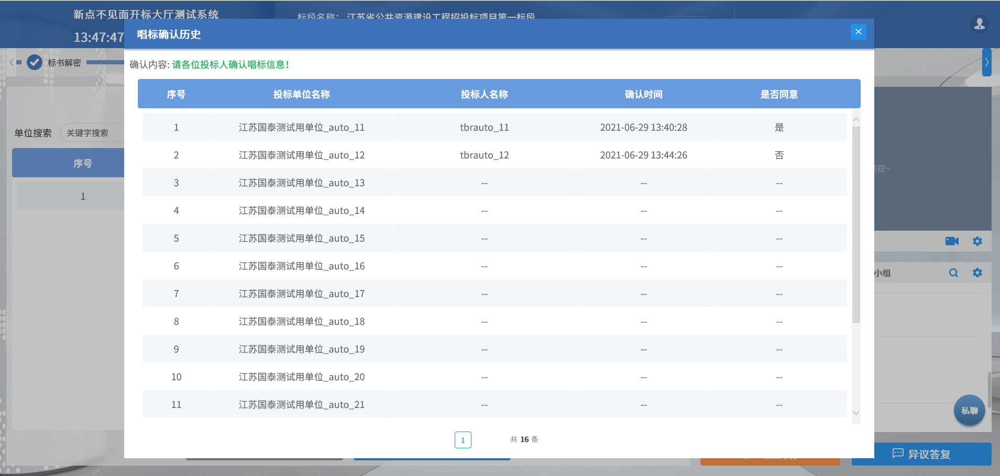 新点不见面开标大厅测试系统
标段名称： 江苏省公共资源建设工程招投标项目第一标段
13:47:47
唱标确认历史
标书解密
确认内容: 请各位投标人确认唱标信息！
序号 投标单位名称 投标人名称 确认时间 是否同意
1 江苏国泰测试用单位_auto_11 tbrauto_11 2021-06-29 13:40:28 是
2 江苏国泰测试用单位_auto_12 tbrauto_12 2021-06-29 13:44:26 否
3 江苏国泰测试用单位_auto_13 -- -- --
4 江苏国泰测试用单位_auto_14 -- -- --
5 江苏国泰测试用单位_auto_15 -- -- --
6 江苏国泰测试用单位_auto_16 -- -- --
7 江苏国泰测试用单位_auto_17 -- -- --
8 江苏国泰测试用单位_auto_18 -- -- --
9 江苏国泰测试用单位_auto_19 -- -- --
10 江苏国泰测试用单位_auto_20 -- -- --
11 江苏国泰测试用单位_auto_21 -- -- --
1 共 16 条
单位搜索 关键字搜索
序号
1
控~
小组
私聊
异议答复